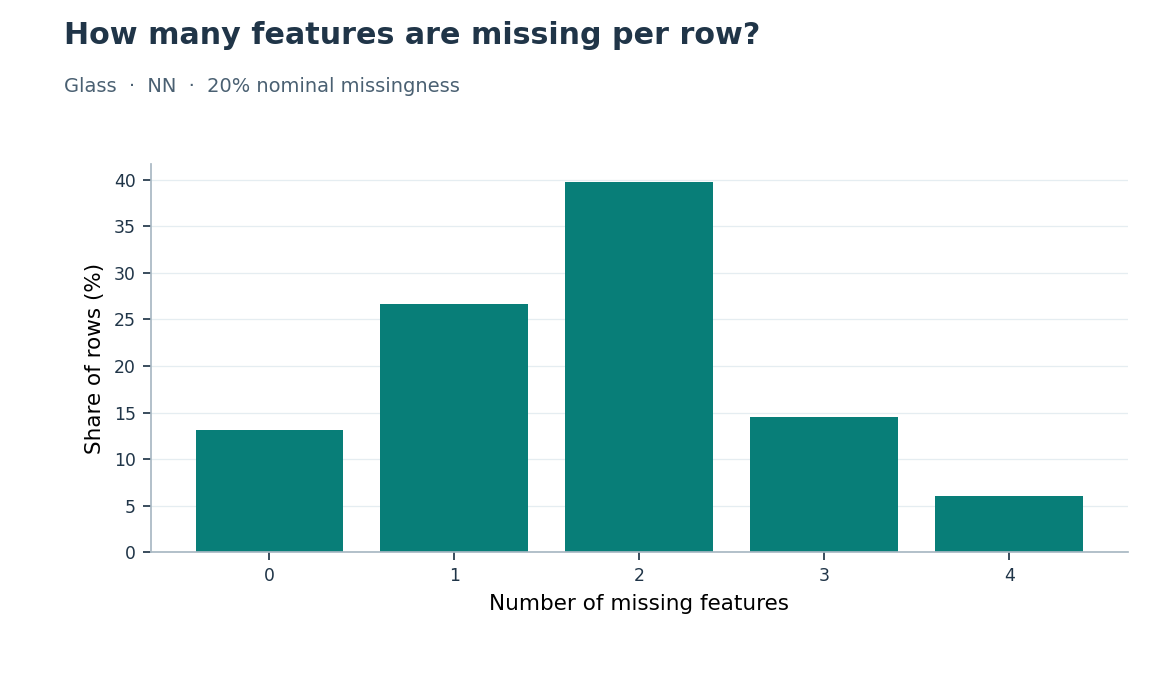 How many features are missing per row?
Glass · NN · 20% nominal missingness
40
35
30
25
20
15
10
5
0
Share of rows (%)
0 1 2 3 4
Number of missing features